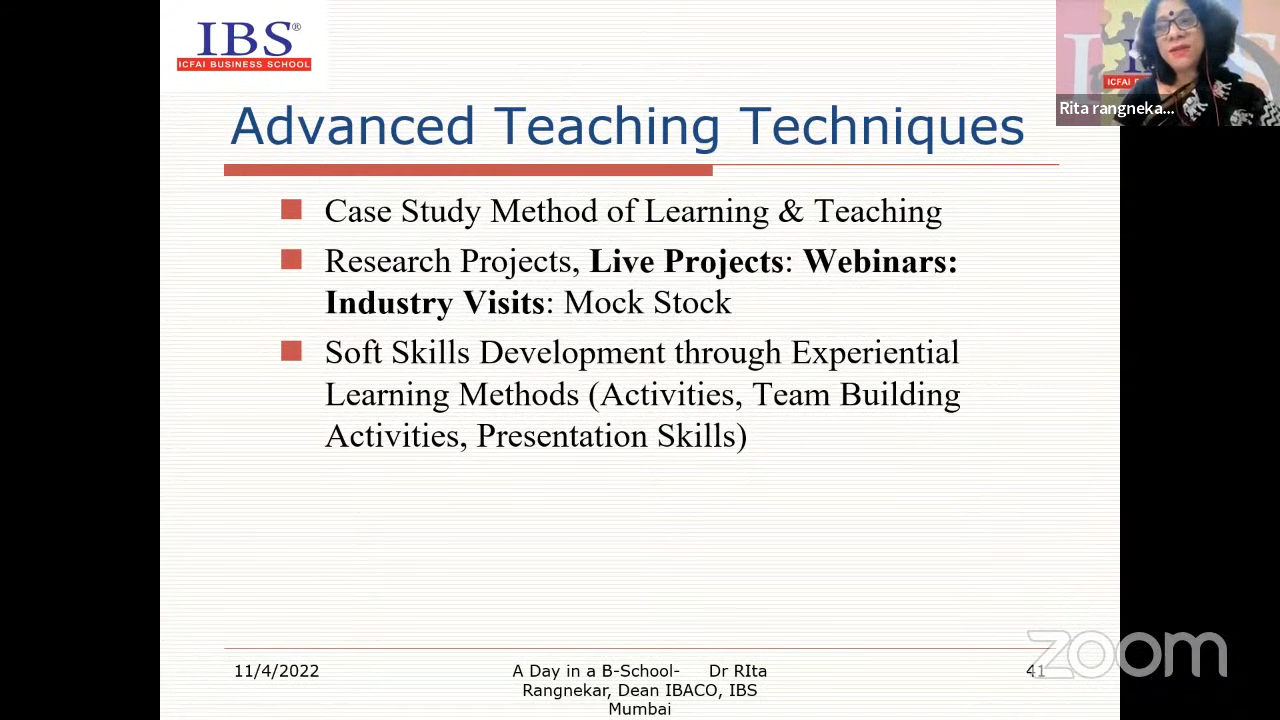 IBS®
ICFAI BUSINESS SCHOOL
Rita rangneka...
ICFAI B
Advanced Teaching Techniques
Case Study Method of Learning & Teaching
Research Projects, Live Projects: Webinars:
Industry Visits: Mock Stock
Soft Skills Development through Experiential
Learning Methods (Activities, Team Building
Activities, Presentation Skills)
11/4/2022
A Day in a B-School- Dr RIta
Rangnekar, Dean IBACO, IBS
Mumbai
41
zoom